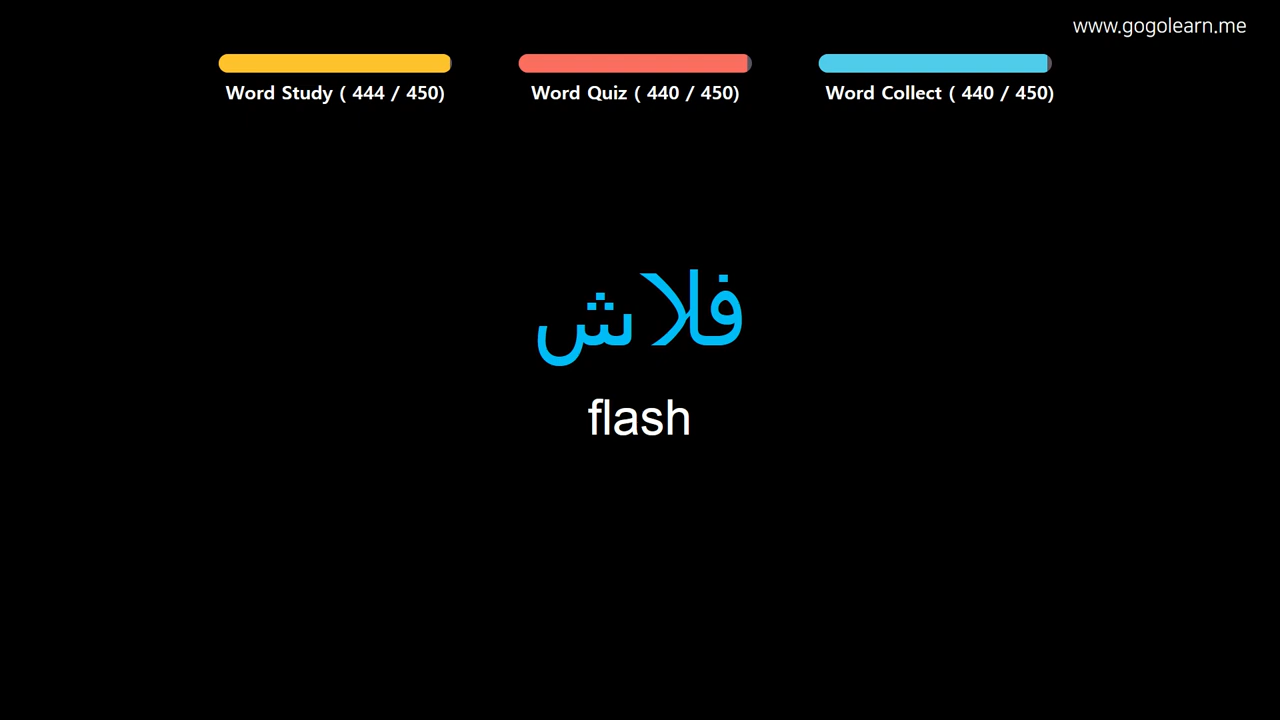 www.gogolearn.me
Word Study ( 444 / 450)
Word Quiz ( 440 / 450)
Word Collect ( 440 / 450)
فلاش
flash